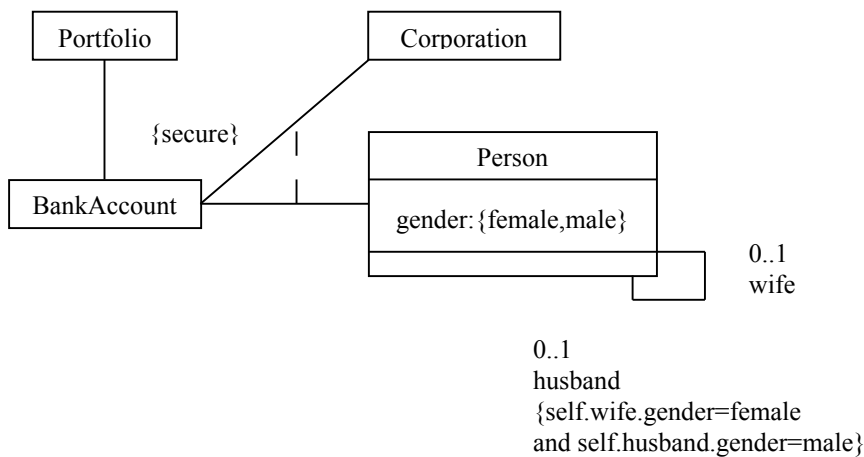 Portfolio
Corporation
{secure}
Person
BankAccount
gender:{female,male}
0..1
wife
0..1
husband
{self.wife.gender=female
and self.husband.gender=male}